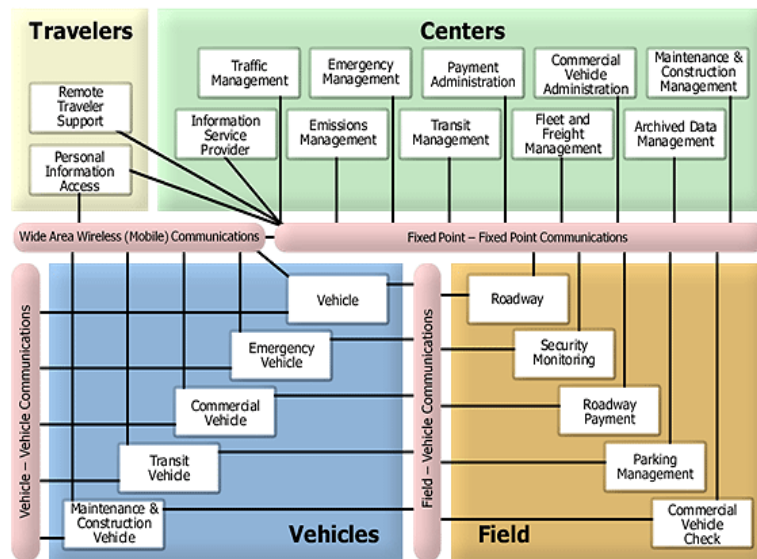 Travelers
Centers
Remote
Traveler
Support
Personal
Information
Access
Traffic
Management
Emergency
Management
Payment
Administration
Commercial
Vehicle
Administration
Maintenance &
Construction
Management
Information
Service
Provider
Emissions
Management
Transit
Management
Fleet and
Freight
Management
Archived Data
Management
Wide Area Wireless (Mobile) Communications
Fixed Point – Fixed Point Communications
Vehicle – Vehicle Communications
Vehicle
Emergency
Vehicle
Commercial
Vehicle
Transit
Vehicle
Maintenance &
Construction
Vehicle
Vehicles
Field – Vehicle Communications
Roadway
Security
Monitoring
Roadway
Payment
Parking
Management
Commercial
Vehicle
Check
Field